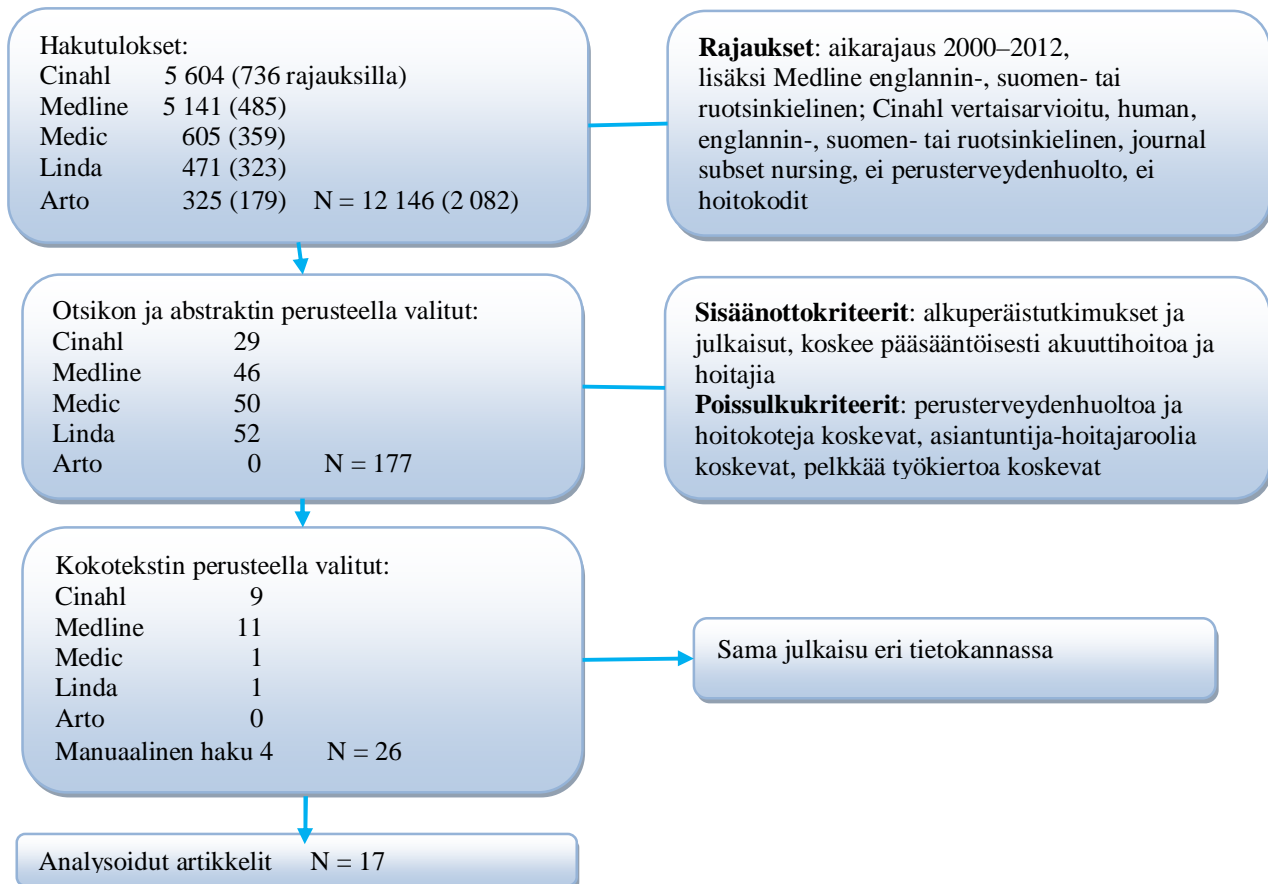 Hakutulokset:
Cinahl 5 604 (736 rajauksilla)
Medline 5 141 (485)
Medic 605 (359)
Linda 471 (323)
Arto 325 (179) N = 12 146 (2 082)
Rajaukset: aikarajaus 2000–2012,
lisäksi Medline englannin-, suomen- tai
ruotsinkielinen; Cinahl vertaisarvioitu, human,
englannin-, suomen- tai ruotsinkielinen, journal
subset nursing, ei perusterveydenhuolto, ei
hoitokodit
Otsikon ja abstraktin perusteella valitut:
Cinahl 29
Medline 46
Medic 50
Linda 52
Arto 0 N = 177
Sisäänottokriteerit: alkuperäistutkimukset ja
julkaisut, koskee pääsääntöisesti akuuttihoitoa ja
hoitajia
Poissulkukriteerit: perusterveydenhuoltoa ja
hoitokoteja koskevat, asiantuntija-hoitajaroolia
koskevat, pelkkää työkiertoa koskevat
Kokotekstin perusteella valitut:
Cinahl 9
Medline 11
Medic 1
Linda 1
Arto 0
Manuaalinen haku 4 N = 26
Sama julkaisu eri tietokannassa
Analysoidut artikkelit N = 17